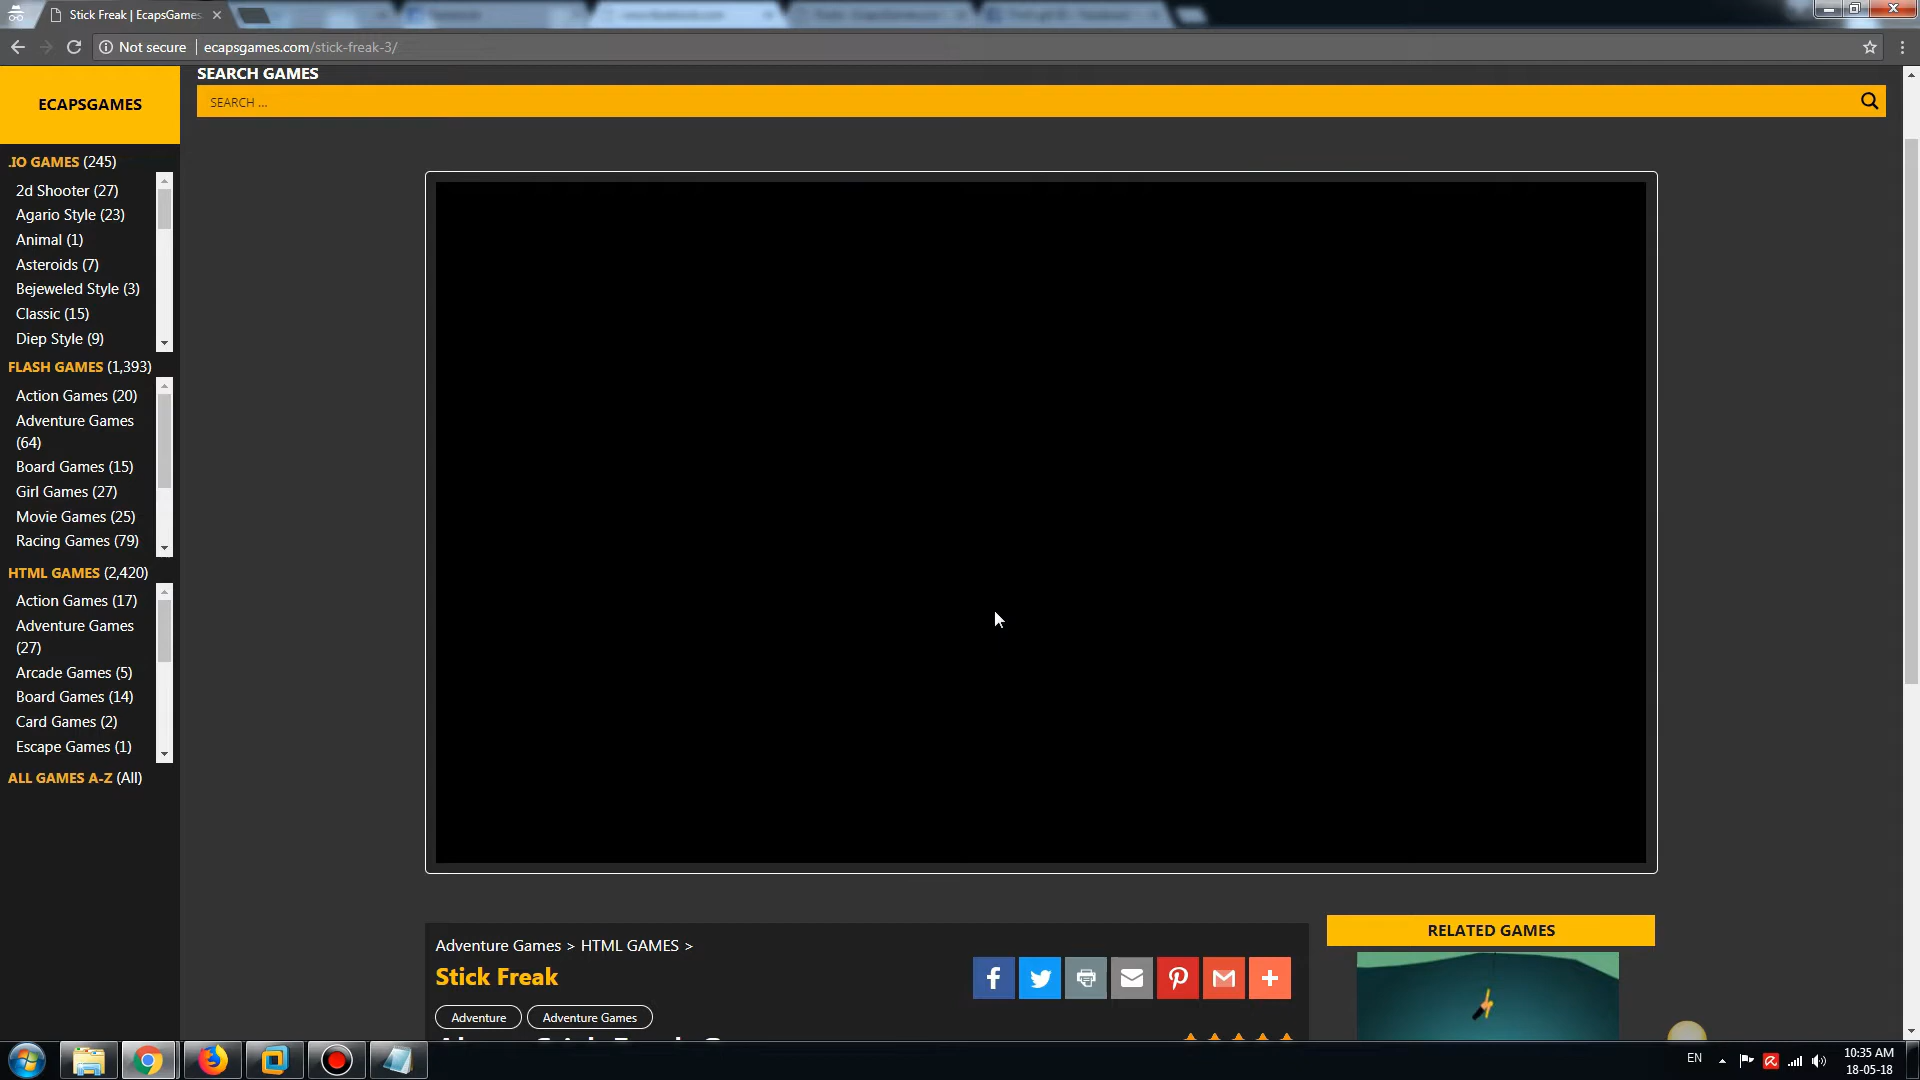 Stick Freak | EcapsGames
Not secure
ecapsgames.com/stick-freak-3/
ECAPSGAMES
SEARCH GAMES
SEARCH ...
.IO GAMES (245)
2d Shooter (27)
Agario Style (23)
Animal (1)
Asteroids (7)
Bejeweled Style (3)
Classic (15)
Diep Style (9)
FLASH GAMES (1,393)
Action Games (20)
Adventure Games
(64)
Board Games (15)
Girl Games (27)
Movie Games (25)
Racing Games (79)
HTML GAMES (2,420)
Action Games (17)
Adventure Games
(27)
Arcade Games (5)
Board Games (14)
Card Games (2)
Escape Games (1)
ALL GAMES A-Z (All)
Adventure Games > HTML GAMES >
Stick Freak
Adventure
Adventure Games
RELATED GAMES
EN
10:35 AM
18-05-18